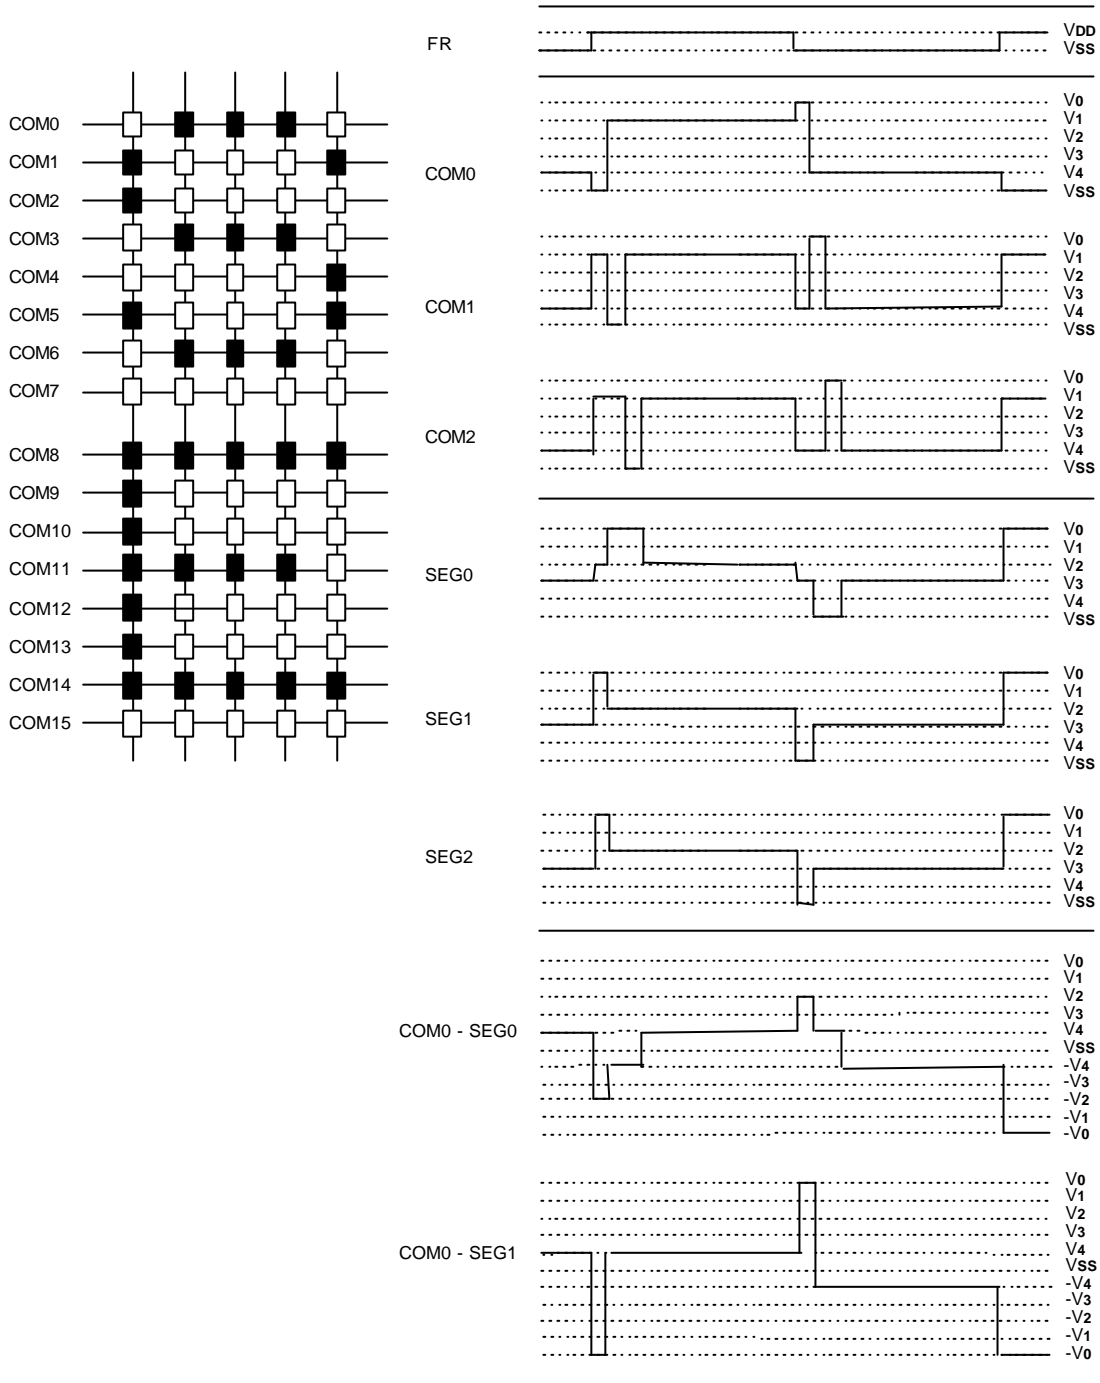 COM0
COM1
COM2
COM3
COM4
COM5
COM6
COM7
COM8
COM9
COM10
COM11
COM12
COM13
COM14
COM15
FR
VDD
VSS
COM0
V0
V1
V2
V3
V4
VSS
COM1
V0
V1
V2
V3
V4
VSS
COM2
V0
V1
V2
V3
V4
VSS
SEG0
V0
V1
V2
V3
V4
VSS
SEG1
V0
V1
V2
V3
V4
VSS
SEG2
V0
V1
V2
V3
V4
VSS
COM0 - SEG0
V0
V1
V2
V3
V4
VSS
-V4
-V3
-V2
-V1
-V0
COM0 - SEG1
V0
V1
V2
V3
V4
VSS
-V4
-V3
-V2
-V1
-V0